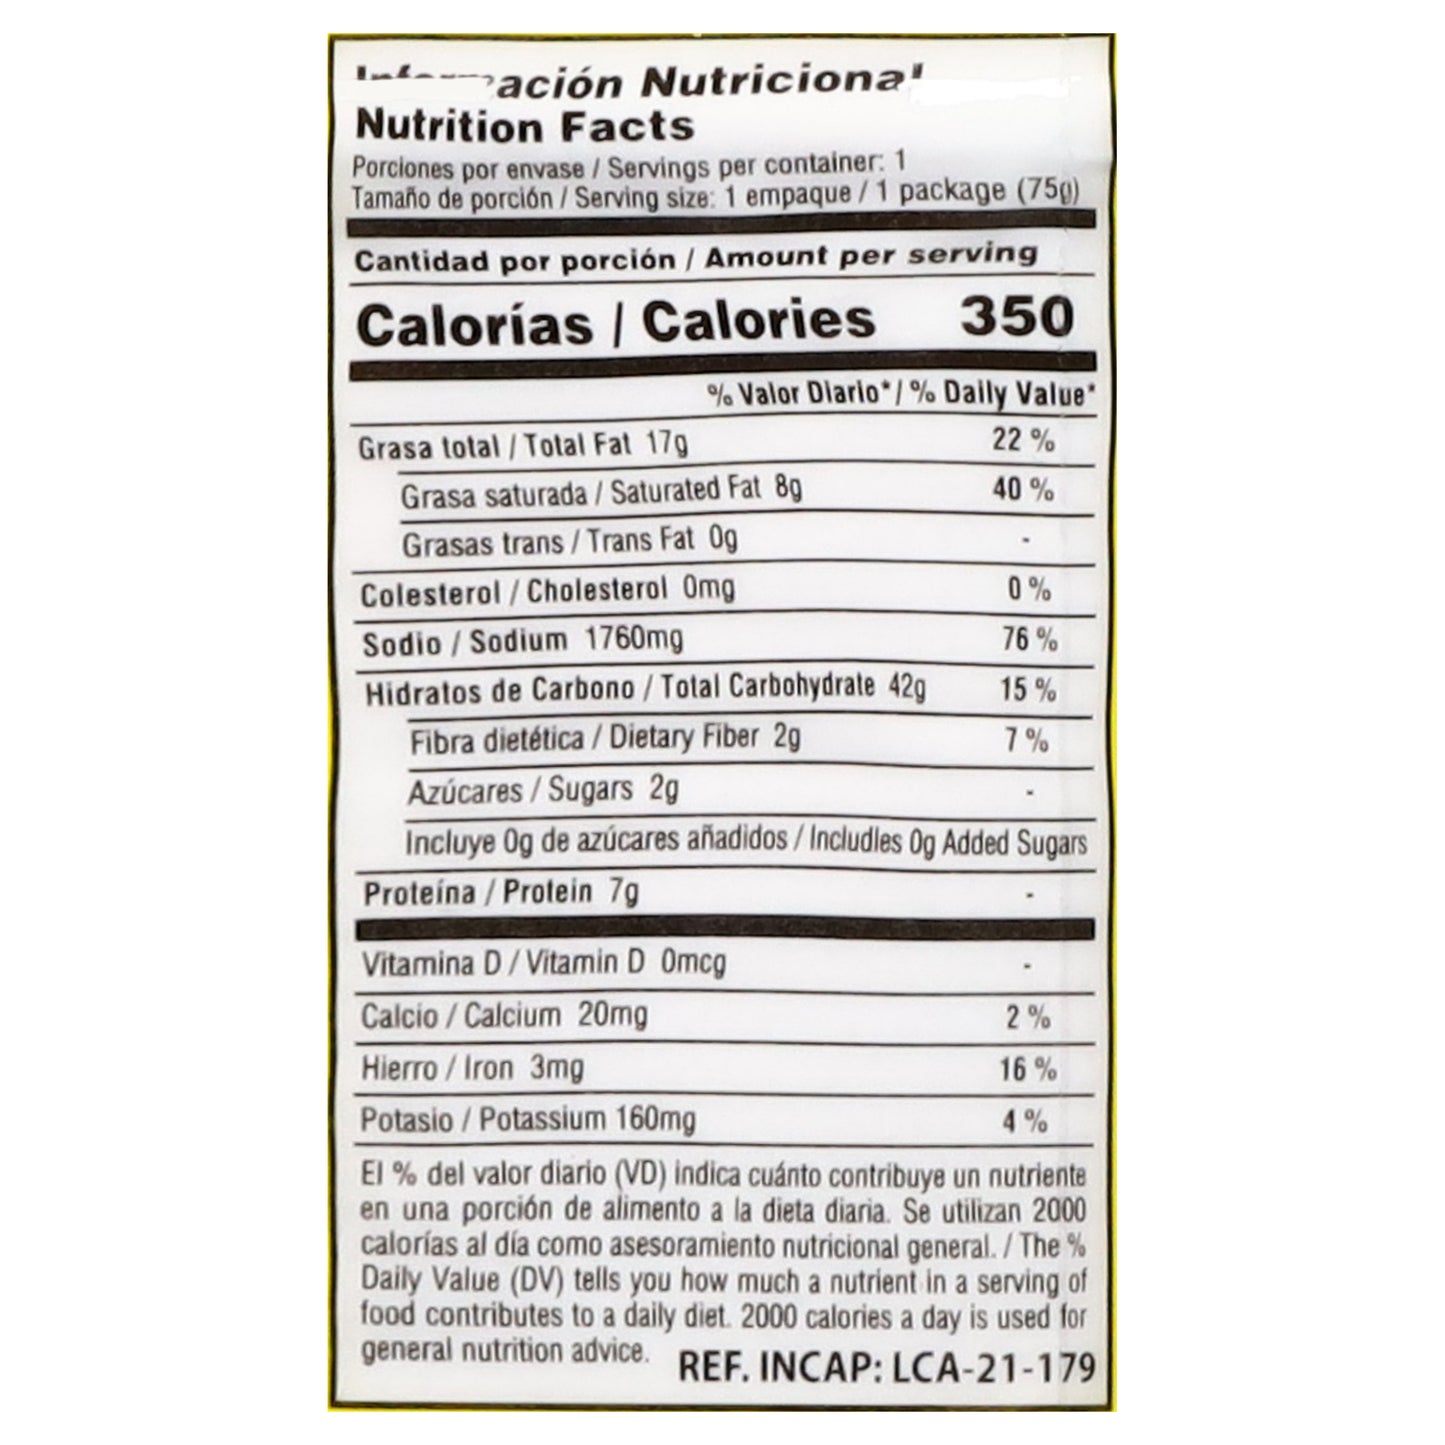 Información Nutricional
Nutrition Facts
Porciones por envase / Servings per container: 1
Tamaño de porción / Serving size: 1 empaque / 1 package (75g)
Cantidad por porción / Amount per serving
Calorías / Calories 350
% Valor Diario* / % Daily Value*
Grasa total / Total Fat 17g 22 %
Grasa saturada / Saturated Fat 8g 40 %
Grasas trans / Trans Fat 0g -
Colesterol / Cholesterol 0mg 0 %
Sodio / Sodium 1760mg 76 %
Hidratos de Carbono / Total Carbohydrate 42g 15 %
Fibra dietética / Dietary Fiber 2g 7 %
Azúcares / Sugars 2g -
Incluye 0g de azúcares añadidos / Includles 0g Added Sugars
Proteína / Protein 7g -
Vitamina D / Vitamin D 0mcg -
Calcio / Calcium 20mg 2 %
Hierro / Iron 3mg 16 %
Potasio / Potassium 160mg 4 %
El % del valor diario (VD) indica cuánto contribuye un nutriente
en una porción de alimento a la dieta diaria. Se utilizan 2000
calorías al día como asesoramiento nutricional general. / The %
Daily Value (DV) tells you how much a nutrient in a serving of
food contributes to a daily diet. 2000 calories a day is used for
general nutrition advice.
REF. INCAP: LCA-21-179